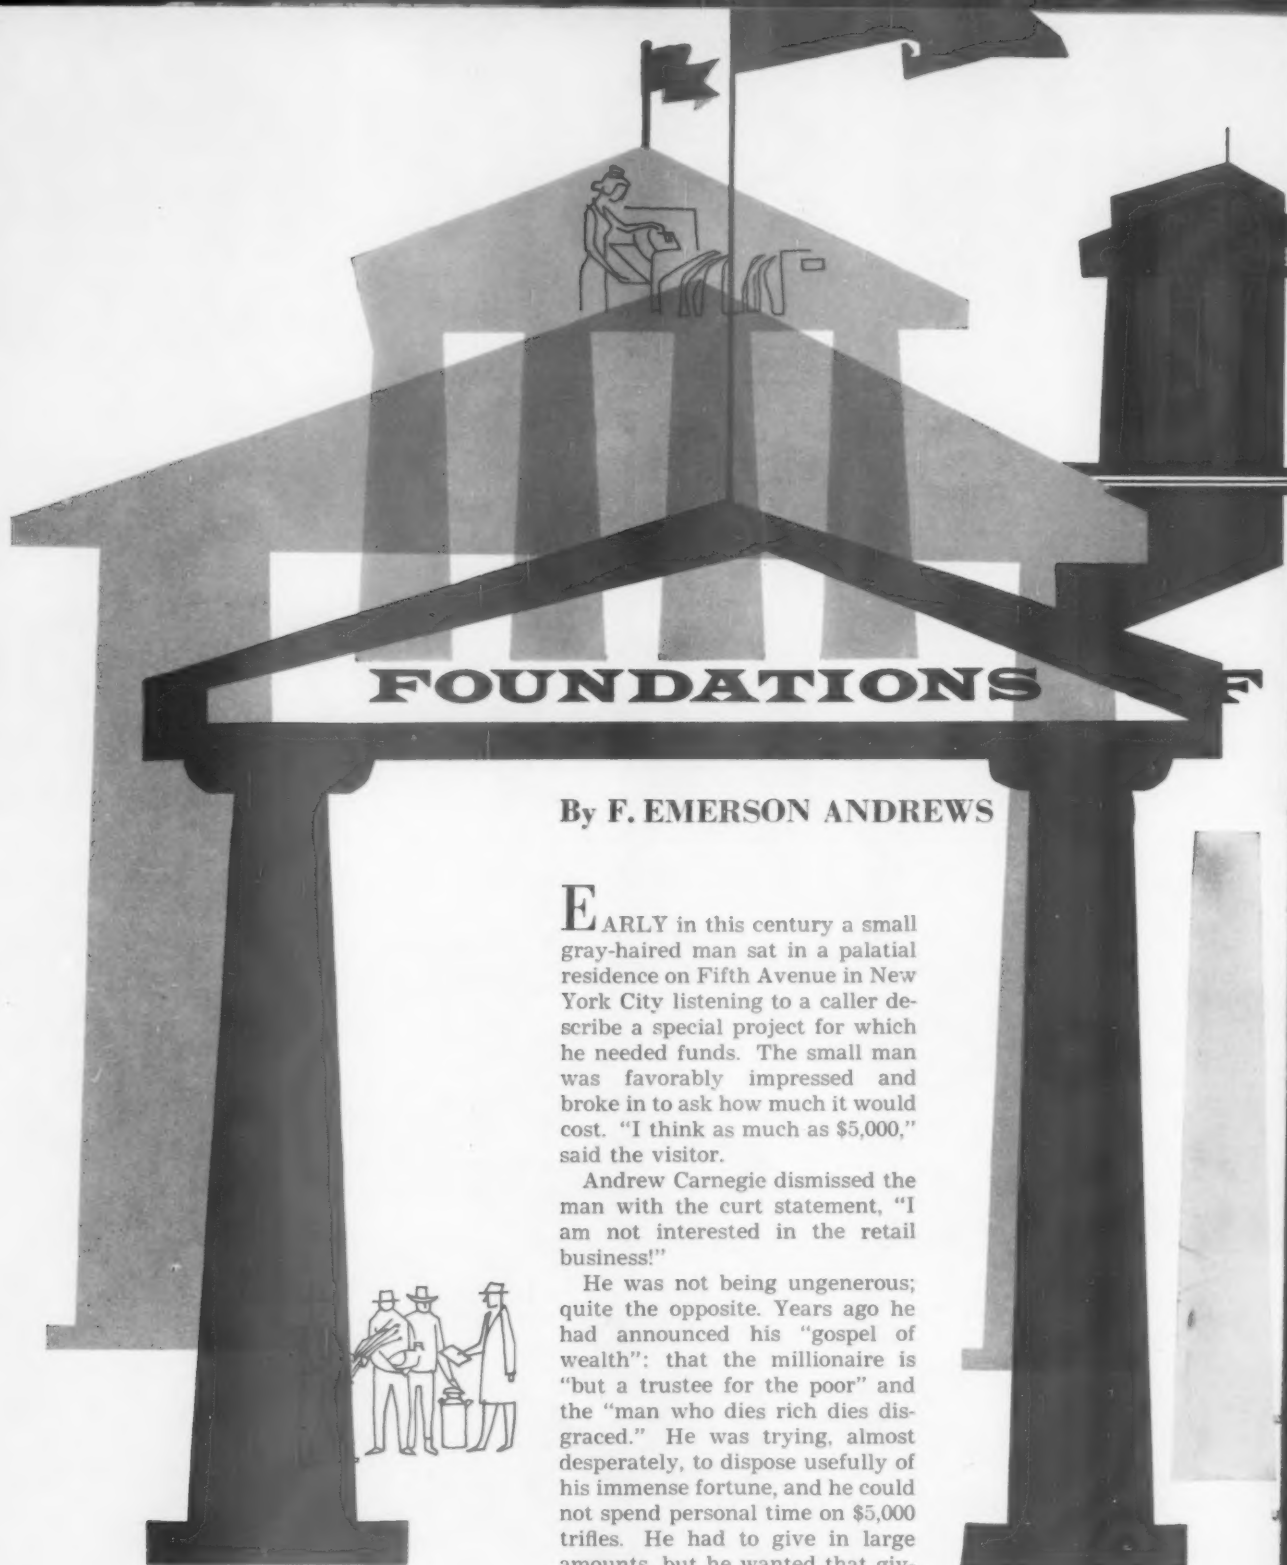 FOUNDATIONS F
By F. EMERSON ANDREWS
EARLY in this century a small
gray-haired man sat in a palatial
residence on Fifth Avenue in New
York City listening to a caller de-
scribe a special project for which
he needed funds. The small man
was favorably impressed and
broke in to ask how much it would
cost. "I think as much as $5,000,"
said the visitor.
Andrew Carnegie dismissed the
man with the curt statement, "I
am not interested in the retail
business!"
He was not being ungenerous;
quite the opposite. Years ago he
had announced his "gospel of
wealth": that the millionaire is
"but a trustee for the poor" and
the "man who dies rich dies dis-
graced." He was trying, almost
desperately, to dispose usefully of
his immense fortune, and he could
not spend personal time on $5,000
trifles. He had to give in large
amounts, but he wanted that giv-